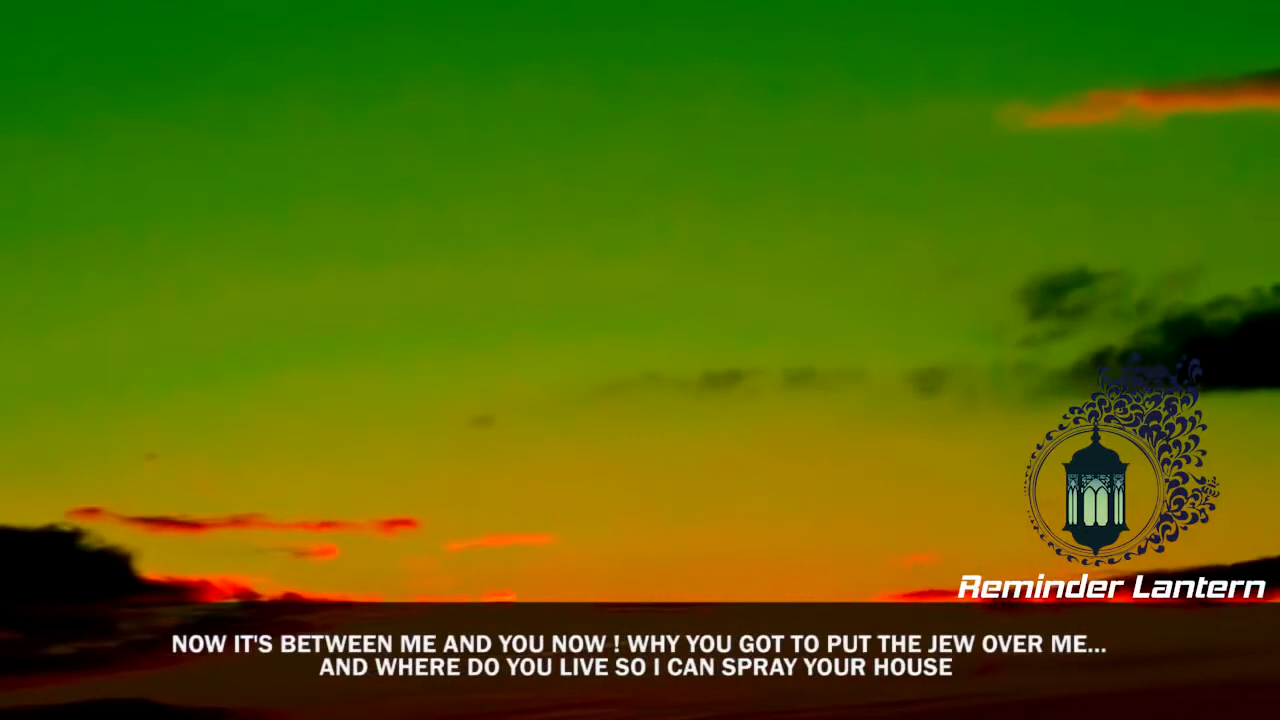 Reminder Lantern
NOW IT'S BETWEEN ME AND YOU NOW ! WHY YOU GOT TO PUT THE JEW OVER ME...
AND WHERE DO YOU LIVE SO I CAN SPRAY YOUR HOUSE